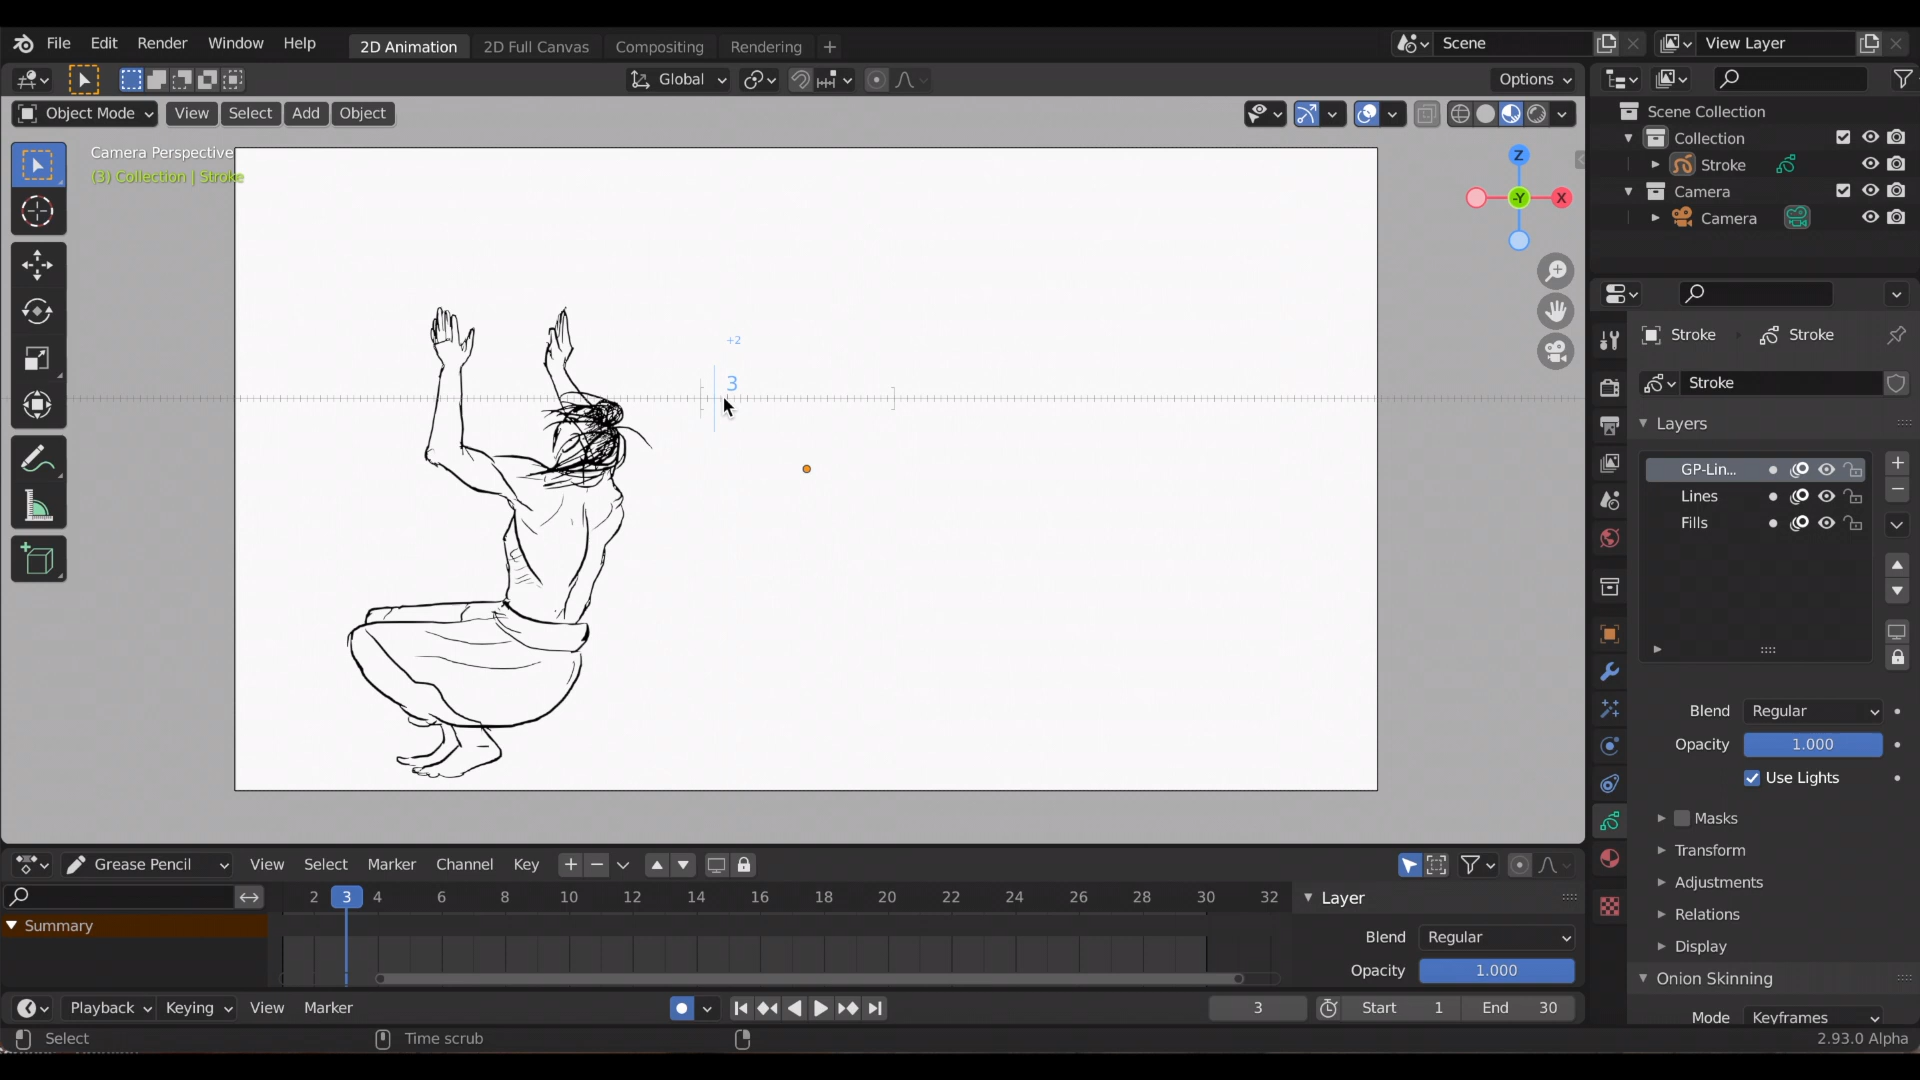 File Edit Render Window Help 2D Animation 2D Full Canvas Compositing Rendering + Scene View Layer
Global Options
Object Mode View Select Add Object
Scene Collection
Collection
Stroke
Camera
Camera
Camera Perspective
(3) Collection | Stroke
Z
-Y X
+2
3
Stroke Stroke
Stroke
Layers
GP-Lin...
Lines
Fills
Blend Regular
Opacity 1.000
Use Lights
Masks
Transform
Adjustments
Relations
Display
Onion Skinning
Mode Keyframes
Grease Pencil View Select Marker Channel Key
2 3 4 6 8 10 12 14 16 18 20 22 24 26 28 30 32
Summary
Layer
Blend Regular
Opacity 1.000
Playback Keying View Marker 3 Start 1 End 30
Select Time scrub 2.93.0 Alpha